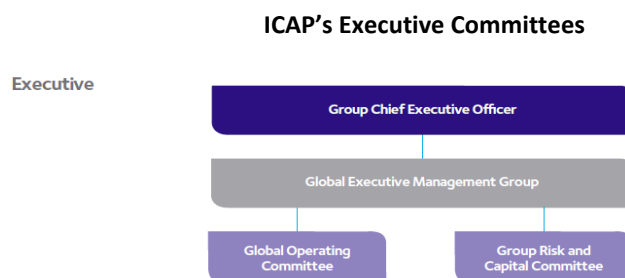 ICAP’s Executive Committees
Executive
Group Chief Executive Officer
Global Executive Management Group
Global Operating
Committee
Group Risk and
Capital Committee